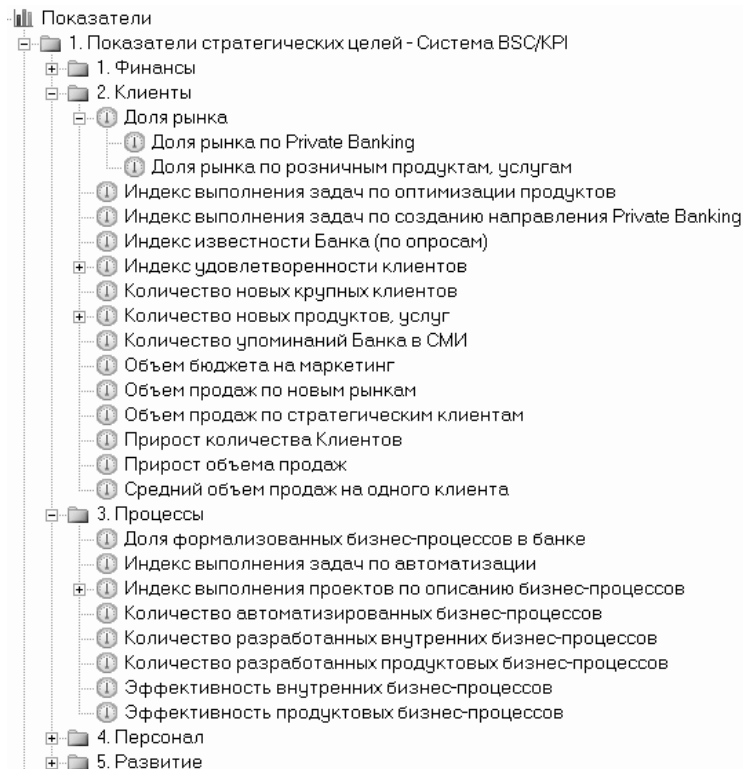 Показатели
1. Показатели стратегических целей - Система BSC/KPI
1. Финансы
2. Клиенты
Доля рынка
Доля рынка по Private Banking
Доля рынка по розничным продуктам, услугам
Индекс выполнения задач по оптимизации продуктов
Индекс выполнения задач по созданию направления Private Banking
Индекс известности Банка (по опросам)
Индекс удовлетворенности клиентов
Количество новых крупных клиентов
Количество новых продуктов, услуг
Количество упоминаний Банка в СМИ
Объем бюджета на маркетинг
Объем продаж по новым рынкам
Объем продаж по стратегическим клиентам
Прирост количества Клиентов
Прирост объема продаж
Средний объем продаж на одного клиента
3. Процессы
Доля формализованных бизнес-процессов в банке
Индекс выполнения задач по автоматизации
Индекс выполнения проектов по описанию бизнес-процессов
Количество автоматизированных бизнес-процессов
Количество разработанных внутренних бизнес-процессов
Количество разработанных продуктовых бизнес-процессов
Эффективность внутренних бизнес-процессов
Эффективность продуктовых бизнес-процессов
4. Персонал
5. Развитие